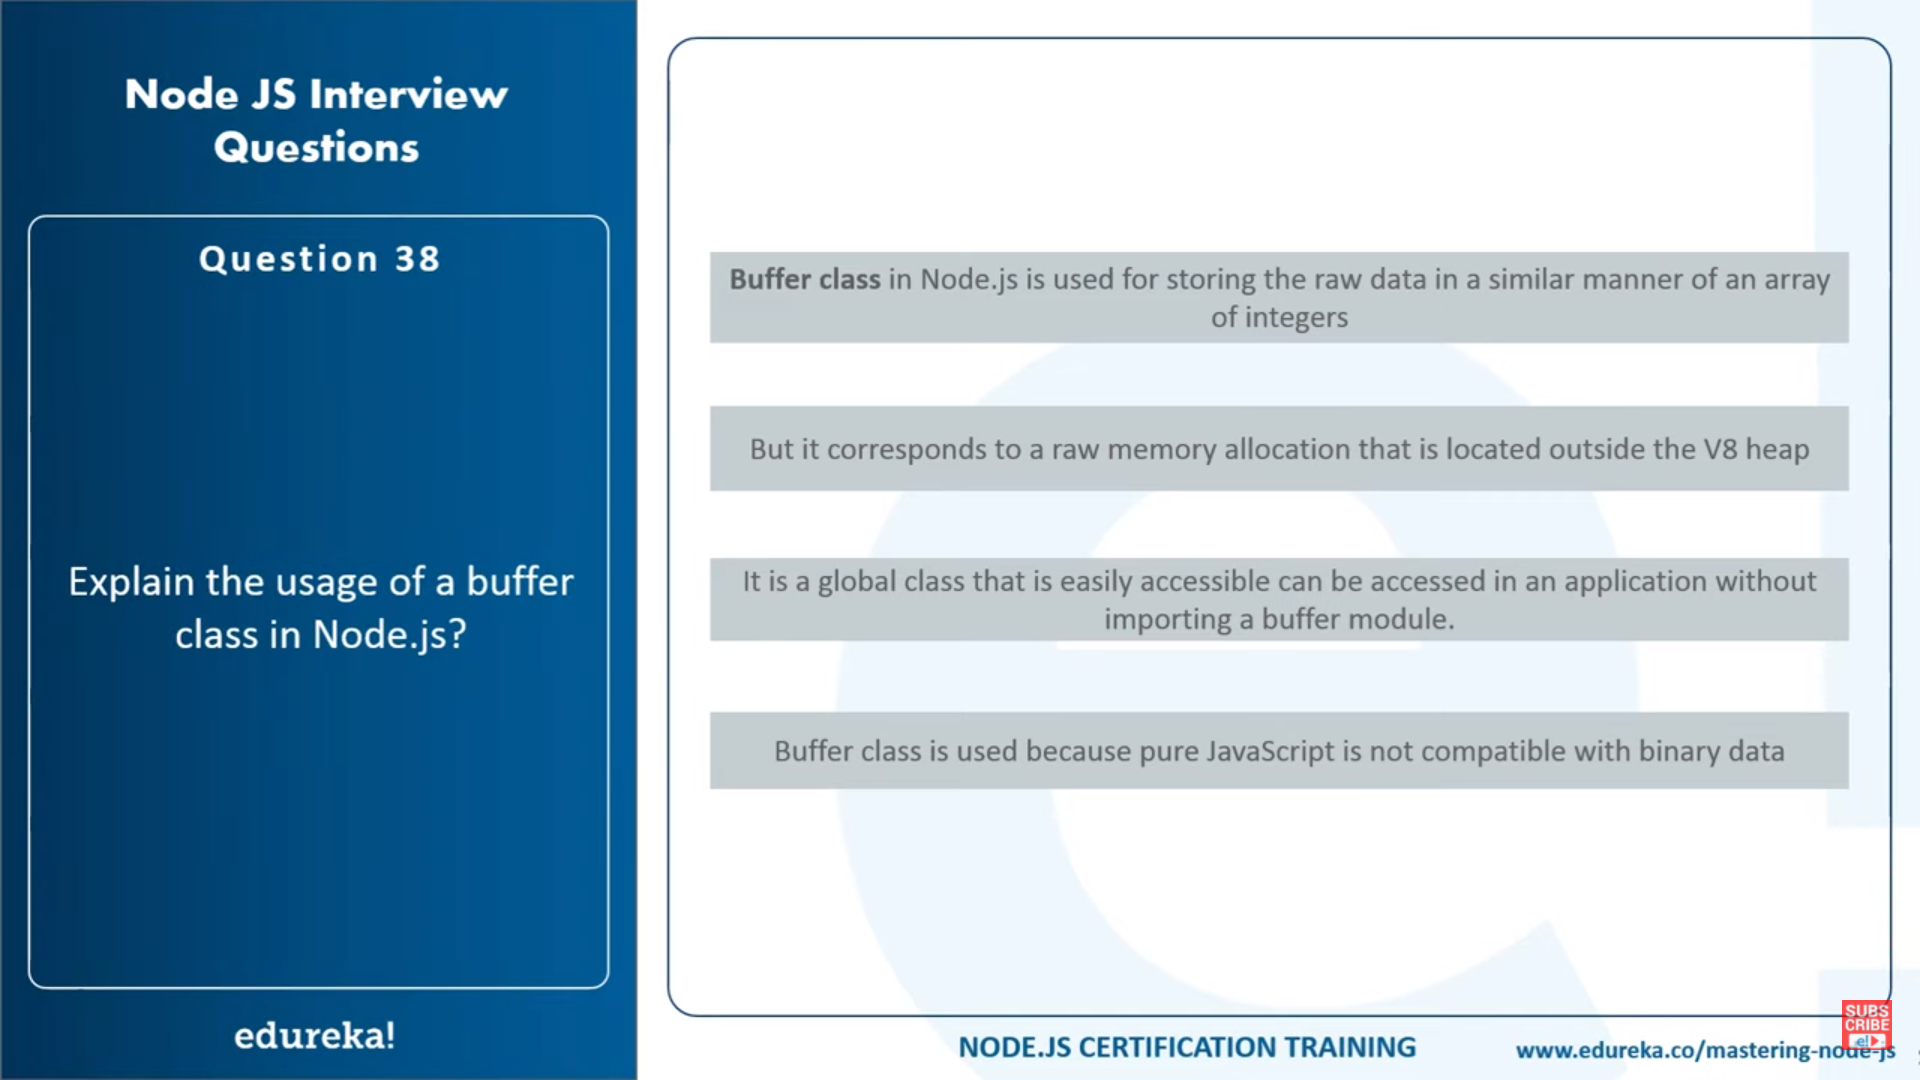 Node JS Interview
Questions
Question 38
Explain the usage of a buffer
class in Node.js?
edureka!
Buffer class in Node.js is used for storing the raw data in a similar manner of an array
of integers
But it corresponds to a raw memory allocation that is located outside the V8 heap
It is a global class that is easily accessible can be accessed in an application without
importing a buffer module.
Buffer class is used because pure JavaScript is not compatible with binary data
NODE.JS CERTIFICATION TRAINING
www.edureka.co/mastering-node-js
SUBS
CRIBE
e!